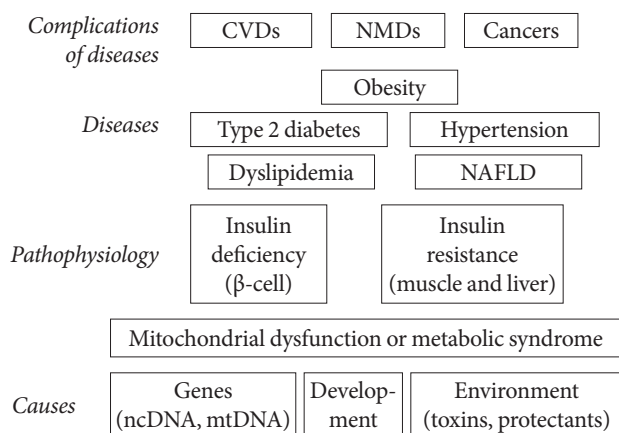 Complications
of diseases
CVDs
NMDs
Cancers
Obesity
Diseases
Type 2 diabetes
Hypertension
Dyslipidemia
NAFLD
Pathophysiology
Insulin
deficiency
(β-cell)
Insulin
resistance
(muscle and liver)
Mitochondrial dysfunction or metabolic syndrome
Causes
Genes
(ncDNA, mtDNA)
Develop-
ment
Environment
(toxins, protectants)